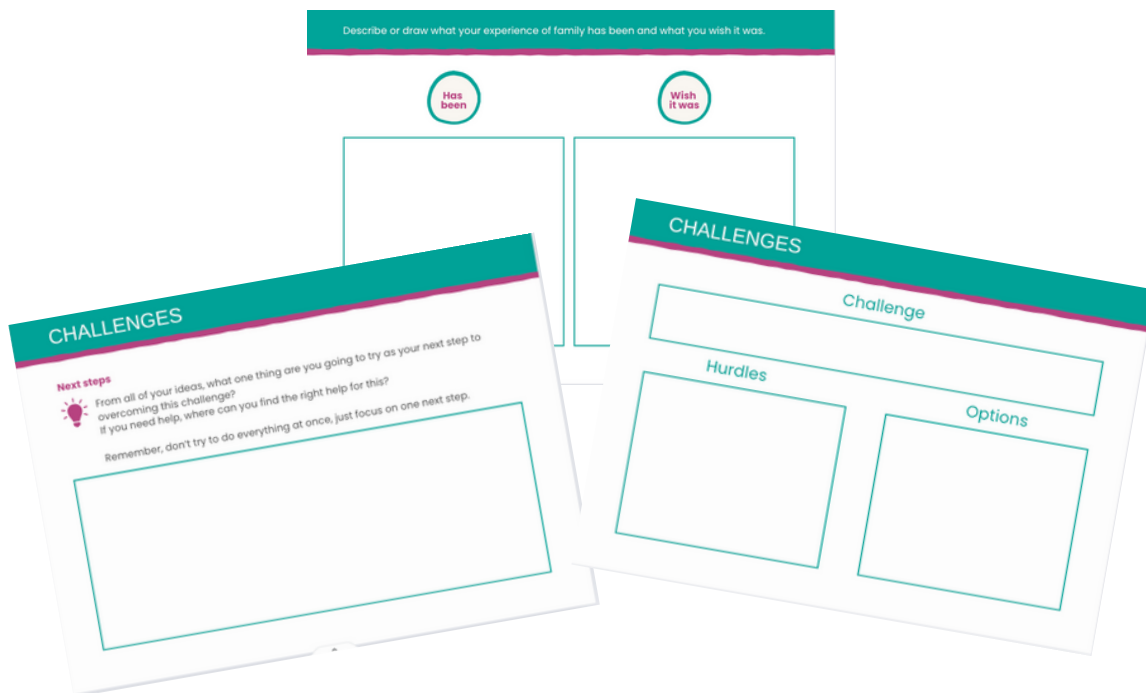 Describe or draw what your experience of family has been and what you wish it was.
Has
been
Wish
it was
CHALLENGES
Next steps
From all of your ideas, what one thing are you going to try as your next step to
overcoming this challenge?
If you need help, where can you find the right help for this?
Remember, don't try to do everything at once, just focus on one next step.
CHALLENGES
Challenge
Hurdles
Options